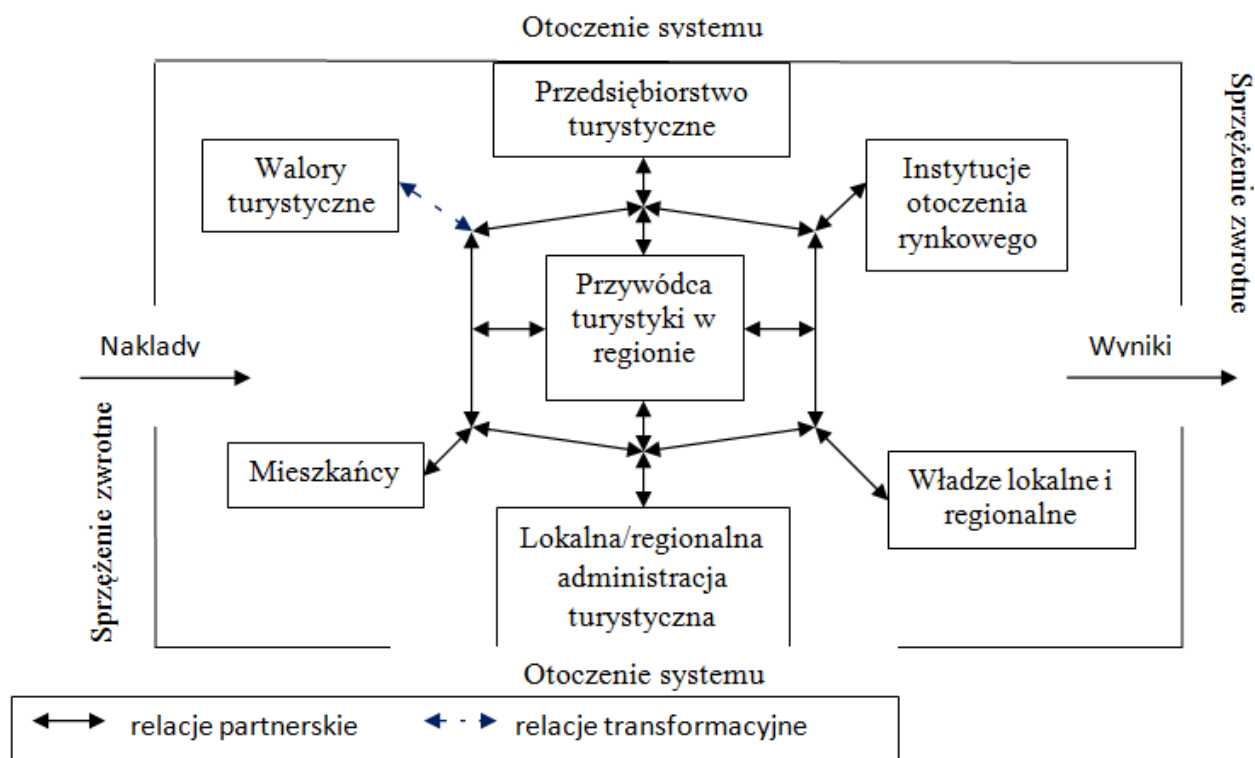 Otoczenie systemu
Przedsiębiorstwo
turystyczne
Sprzężenie zwrotne
Walory
turystyczne
Instytucje
otoczenia
rynkowego
Przywódca
turystyki w
regionie
Naklady
Wyniki
Sprzężenie zwrotne
Mieszkańcy
Władze lokalne i
regionalne
Lokalna/regionalna
administracja
turystyczna
Otoczenie systemu
relacje partnerskie
relacje transformacyjne